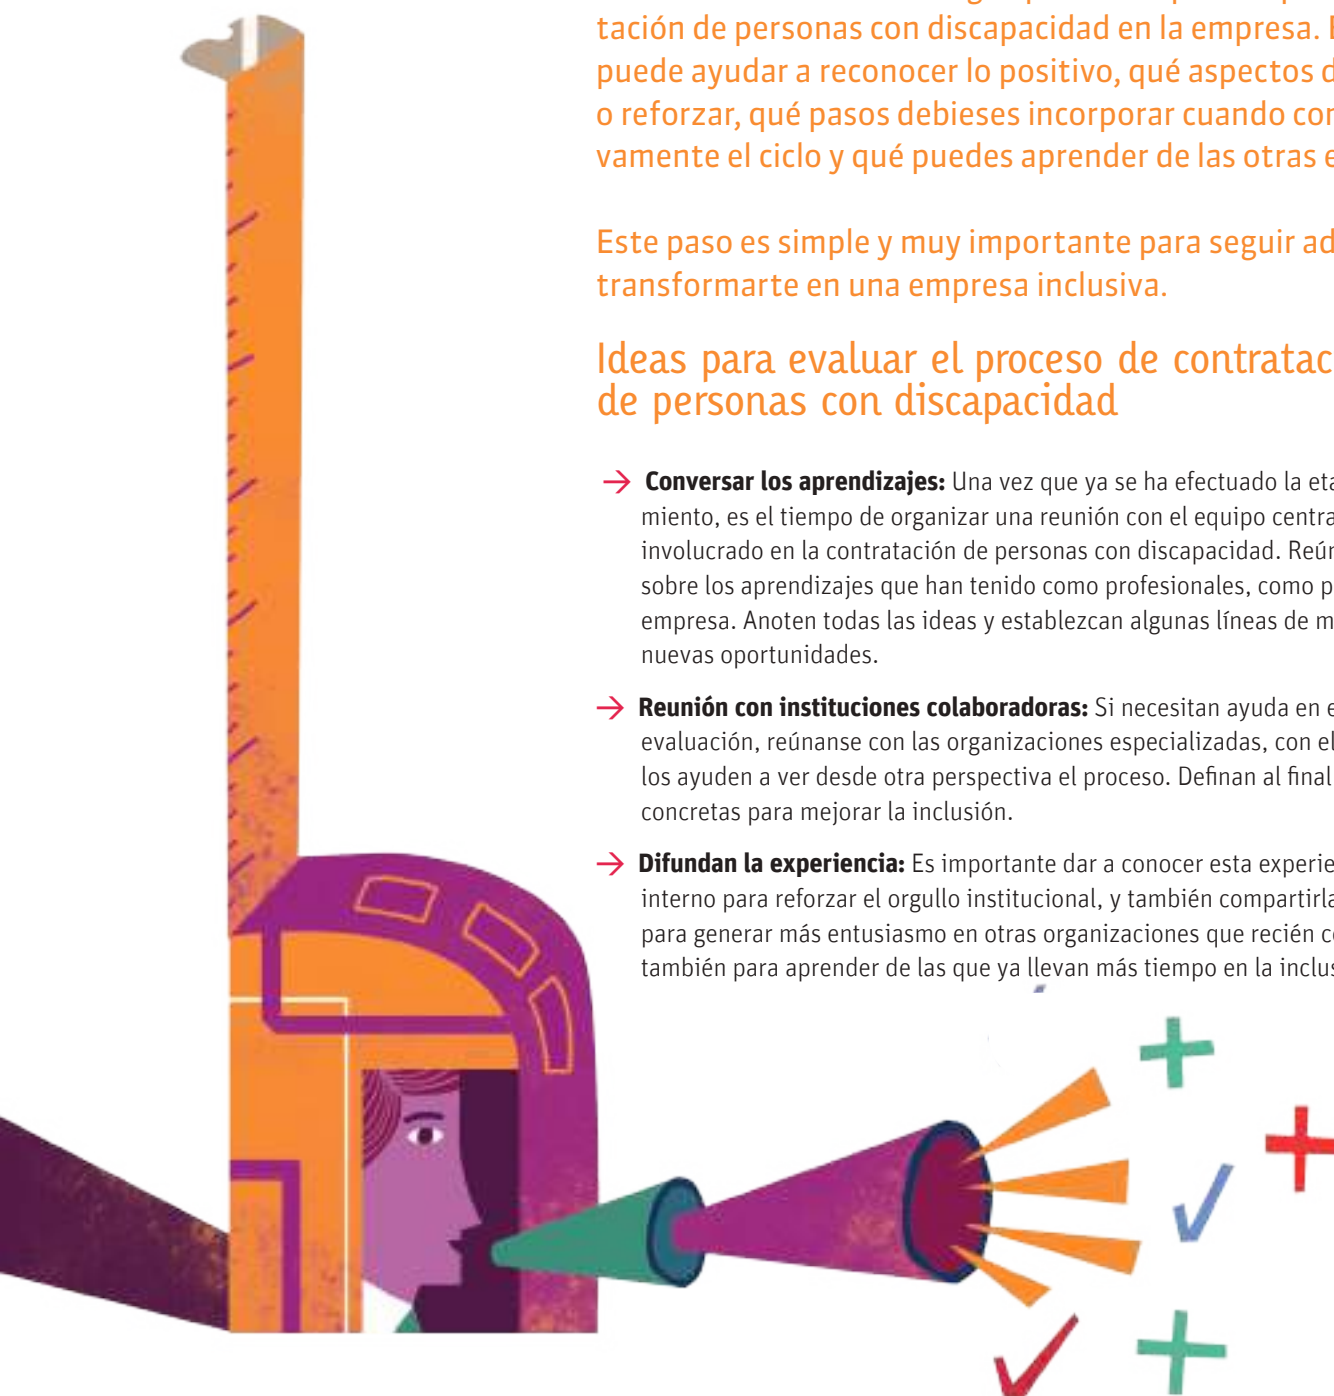 tación de personas con discapacidad en la empresa.
puede ayudar a reconocer lo positivo, qué aspectos
o reforzar, qué pasos debieses incorporar cuando
vamente el ciclo y qué puedes aprender de las otras
Este paso es simple y muy importante para seguir
transformarte en una empresa inclusiva.
Ideas para evaluar el proceso de
de personas con discapacidad
→ Conversar los aprendizajes: Una vez que ya se ha efectuado la
miento, es el tiempo de organizar una reunión con el equipo
involucrado en la contratación de personas con discapacidad.
sobre los aprendizajes que han tenido como profesionales, como
empresa. Anoten todas las ideas y establezcan algunas líneas de
nuevas oportunidades.
→ Reunión con instituciones colaboradoras: Si necesitan ayuda en
evaluación, reúnanse con las organizaciones especializadas, con
los ayuden a ver desde otra perspectiva el proceso. Definan al final
concretas para mejorar la inclusión.
→ Difundan la experiencia: Es importante dar a conocer esta
interno para reforzar el orgullo institucional, y también compartirla
para generar más entusiasmo en otras organizaciones que recién
también para aprender de las que ya llevan más tiempo en la